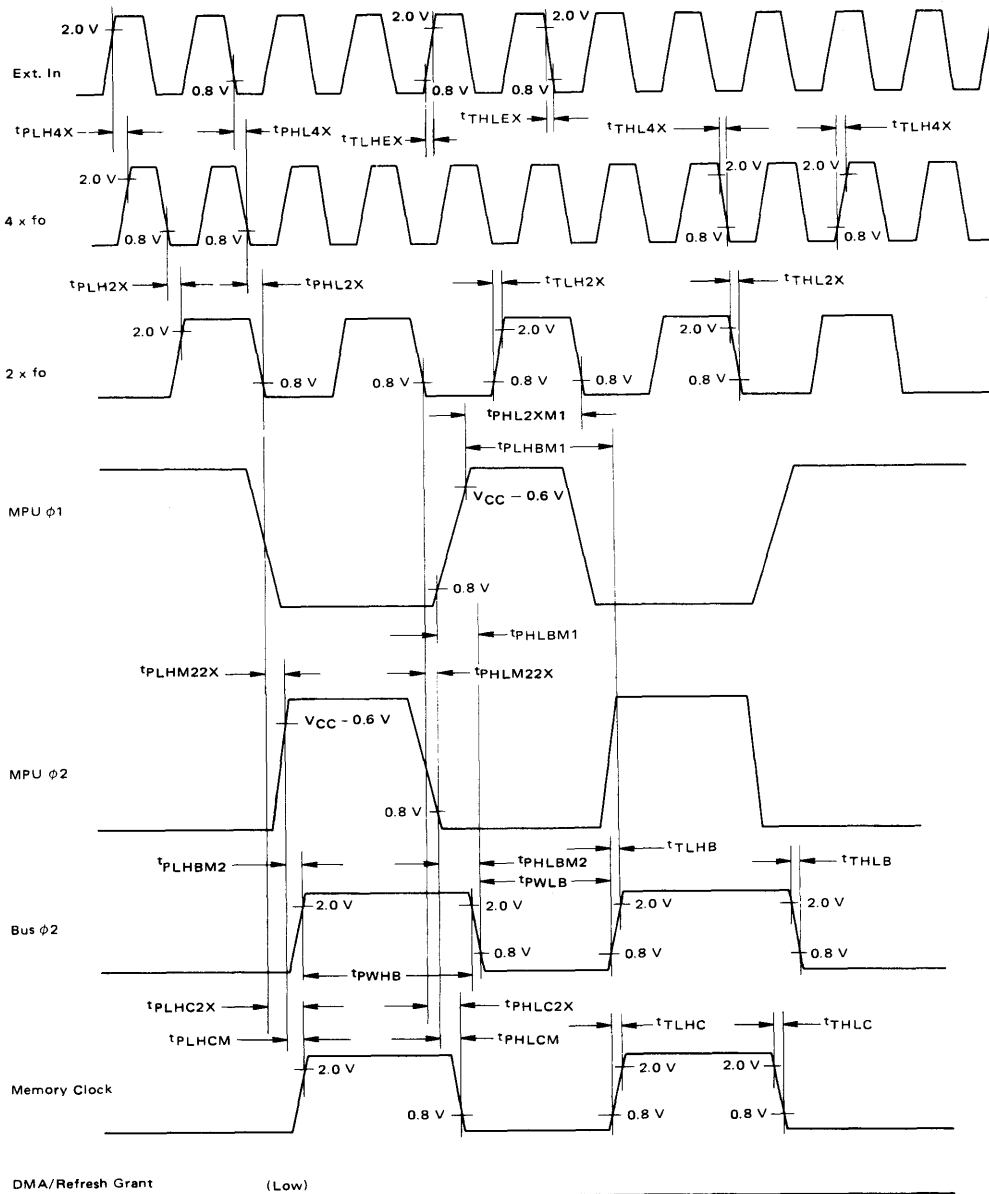 2.0 V 2.0 V 2.0 V
Ext. In
0.8 V 0.8 V 0.8 V
tPLH4X tPHL4X tTLHEX tTHLEX tTHL4X tTLH4X
2.0 V 2.0 V 2.0 V
4 x fo
0.8 V 0.8 V 0.8 V 0.8 V
tPLH2X tPHL2X tTLH2X tTHL2X
2.0 V 2.0 V 2.0 V
2 x fo
0.8 V 0.8 V 0.8 V 0.8 V 0.8 V
tPHL2XM1
tPLHBM1
VCC – 0.6 V
MPU ϕ1
0.8 V
tPHLBM1
tPLHM22X tPHLM22X
VCC – 0.6 V
MPU ϕ2
0.8 V
tPLHBM2 tPHLBM2 tTLHB tTHLB
tPWLB
2.0 V 2.0 V 2.0 V 2.0 V
Bus ϕ2
0.8 V 0.8 V 0.8 V
tPWHB
tPLHC2X tPHLC2X
tPLHCM tPHLCM tTLHC tTHLC
2.0 V 2.0 V 2.0 V
Memory Clock
0.8 V 0.8 V 0.8 V
DMA/Refresh Grant (Low)